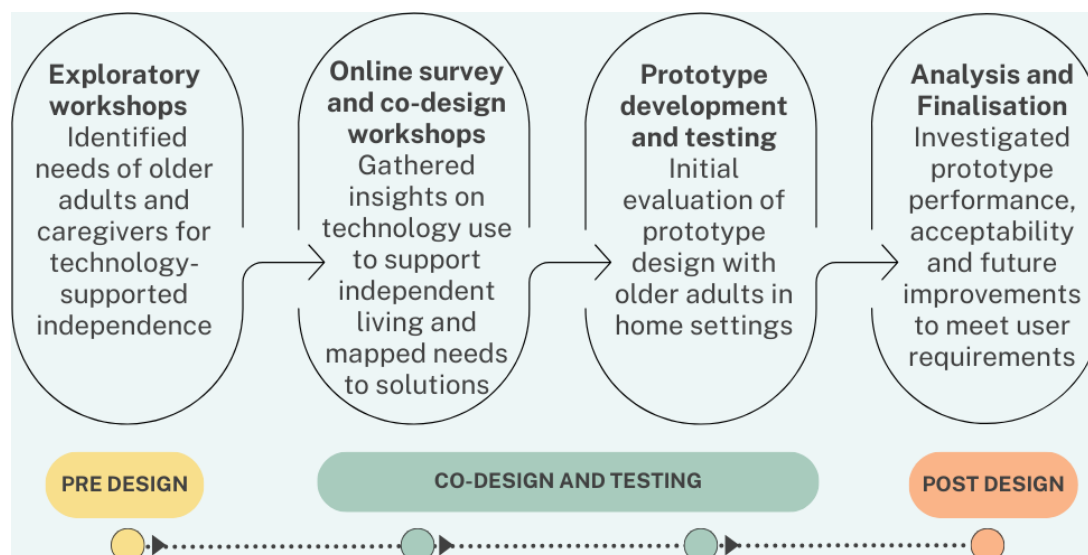 Exploratory
workshops
Identified
needs of older
adults and
caregivers for
technology-
supported
independence
Online survey
and co-design
workshops
Gathered
insights on
technology use
to support
independent
living and
mapped needs
to solutions
Prototype
development
and testing
Initial
evaluation of
prototype
design with
older adults in
home settings
Analysis and
Finalisation
Investigated
prototype
performance,
acceptability
and future
improvements
to meet user
requirements
PRE DESIGN
CO-DESIGN AND TESTING
POST DESIGN